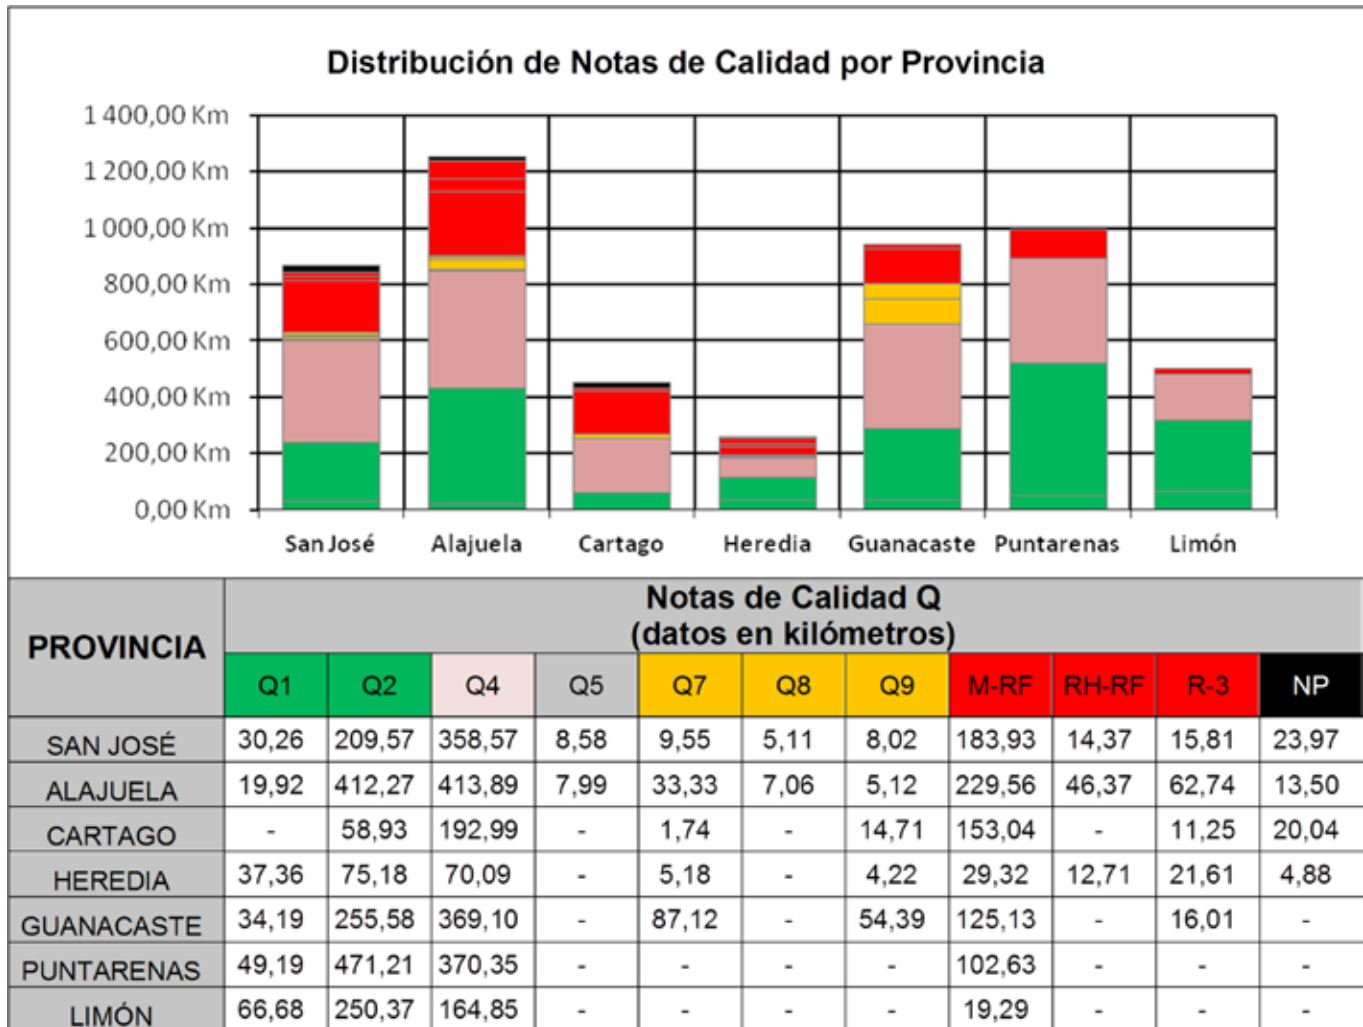 Distribución de Notas de Calidad por Provincia
1 400,00 Km
1 200,00 Km
1 000,00 Km
800,00 Km
600,00 Km
400,00 Km
200,00 Km
0,00 Km
San José Alajuela Cartago Heredia Guanacaste Puntarenas Limón
PROVINCIA
Notas de Calidad Q
(datos en kilómetros)
Q1 Q2 Q4 Q5 Q7 Q8 Q9 M-RF RH-RF R-3 NP
SAN JOSÉ 30,26 209,57 358,57 8,58 9,55 5,11 8,02 183,93 14,37 15,81 23,97
ALAJUELA 19,92 412,27 413,89 7,99 33,33 7,06 5,12 229,56 46,37 62,74 13,50
CARTAGO - 58,93 192,99 - 1,74 - 14,71 153,04 - 11,25 20,04
HEREDIA 37,36 75,18 70,09 - 5,18 - 4,22 29,32 12,71 21,61 4,88
GUANACASTE 34,19 255,58 369,10 - 87,12 - 54,39 125,13 - 16,01 -
PUNTARENAS 49,19 471,21 370,35 - - - - 102,63 - - -
LIMÓN 66,68 250,37 164,85 - - - - 19,29 - - -